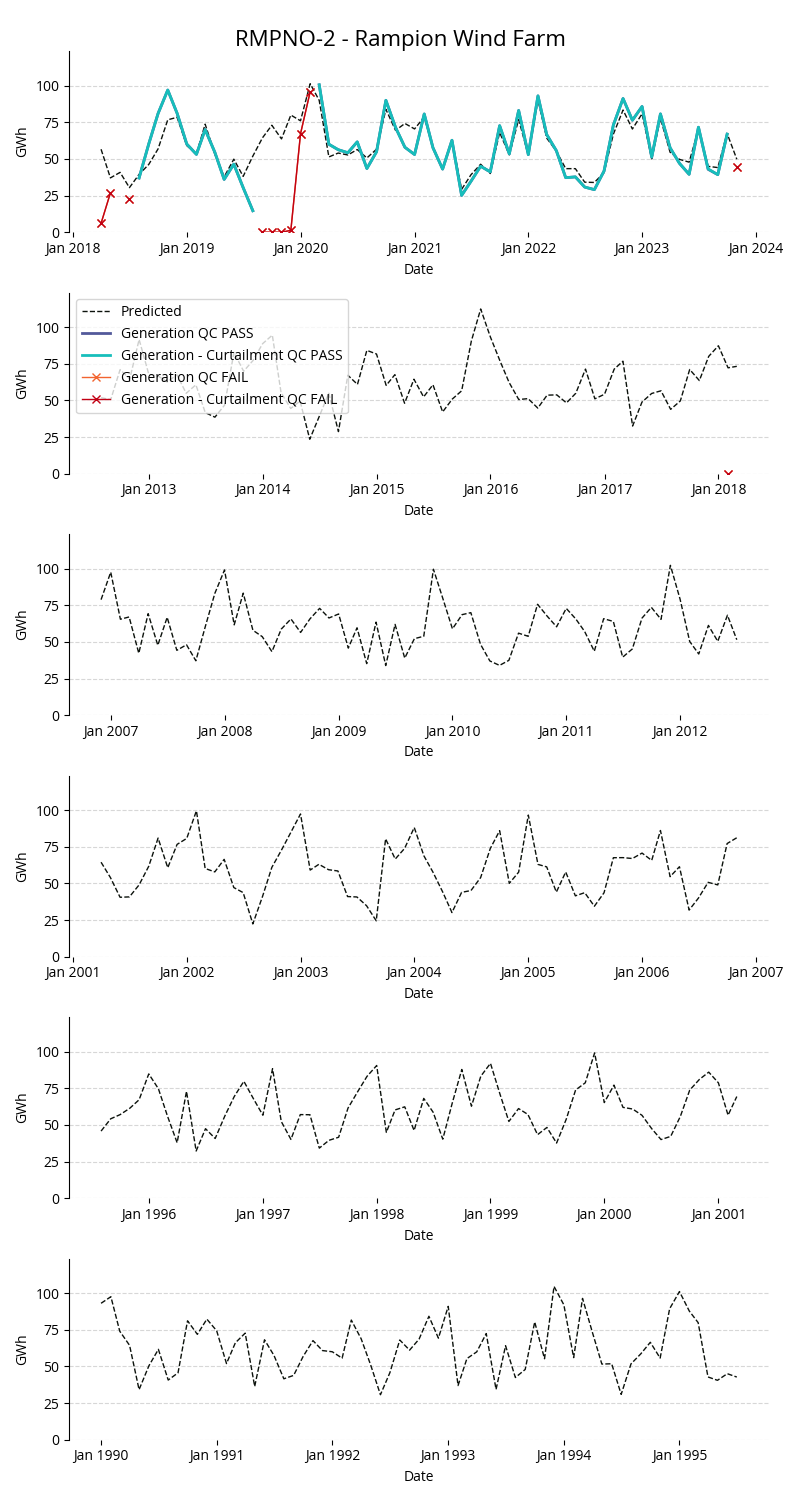 RMPNO-2 - Rampion Wind Farm
100
75
50
25
0
GWh
Jan 2018 Jan 2019 Jan 2020 Jan 2021 Jan 2022 Jan 2023 Jan 2024
Date
Predicted
Generation QC PASS
Generation - Curtailment QC PASS
Generation QC FAIL
Generation - Curtailment QC FAIL
100
75
50
25
0
GWh
Jan 2013 Jan 2014 Jan 2015 Jan 2016 Jan 2017 Jan 2018
Date
100
75
50
25
0
GWh
Jan 2007 Jan 2008 Jan 2009 Jan 2010 Jan 2011 Jan 2012
Date
100
75
50
25
0
GWh
Jan 2001 Jan 2002 Jan 2003 Jan 2004 Jan 2005 Jan 2006 Jan 2007
Date
100
75
50
25
0
GWh
Jan 1996 Jan 1997 Jan 1998 Jan 1999 Jan 2000 Jan 2001
Date
100
75
50
25
0
GWh
Jan 1990 Jan 1991 Jan 1992 Jan 1993 Jan 1994 Jan 1995
Date